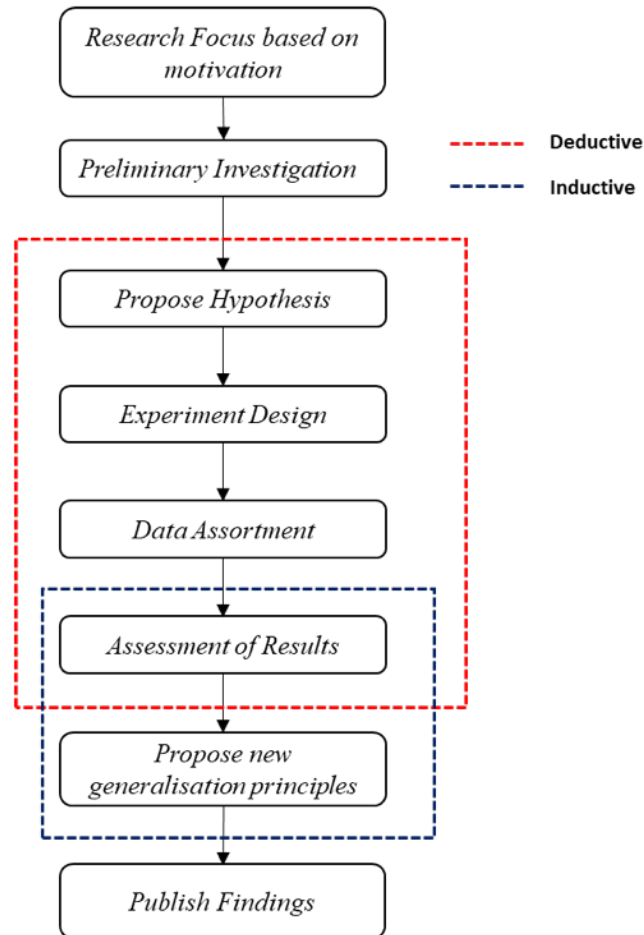 Research Focus based on
motivation
Preliminary Investigation
Deductive
Inductive
Propose Hypothesis
Experiment Design
Data Assortment
Assessment of Results
Propose new
generalisation principles
Publish Findings